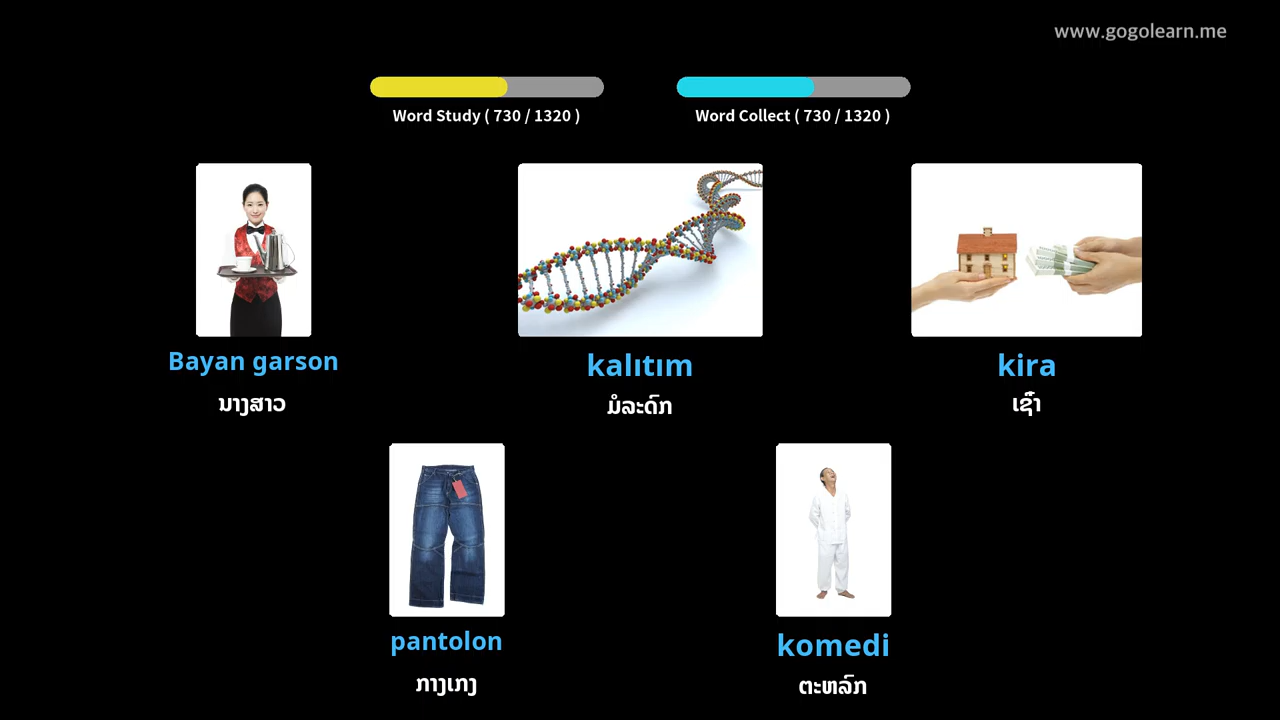 www.gogolearn.me
Word Study ( 730 / 1320 )
Word Collect ( 730 / 1320 )
Bayan garson
ນາງສາວ
kalıtım
ມໍລະດົກ
kira
ເຊົ່າ
pantolon
ກາງເກງ
komedi
ຕະຫລົກ